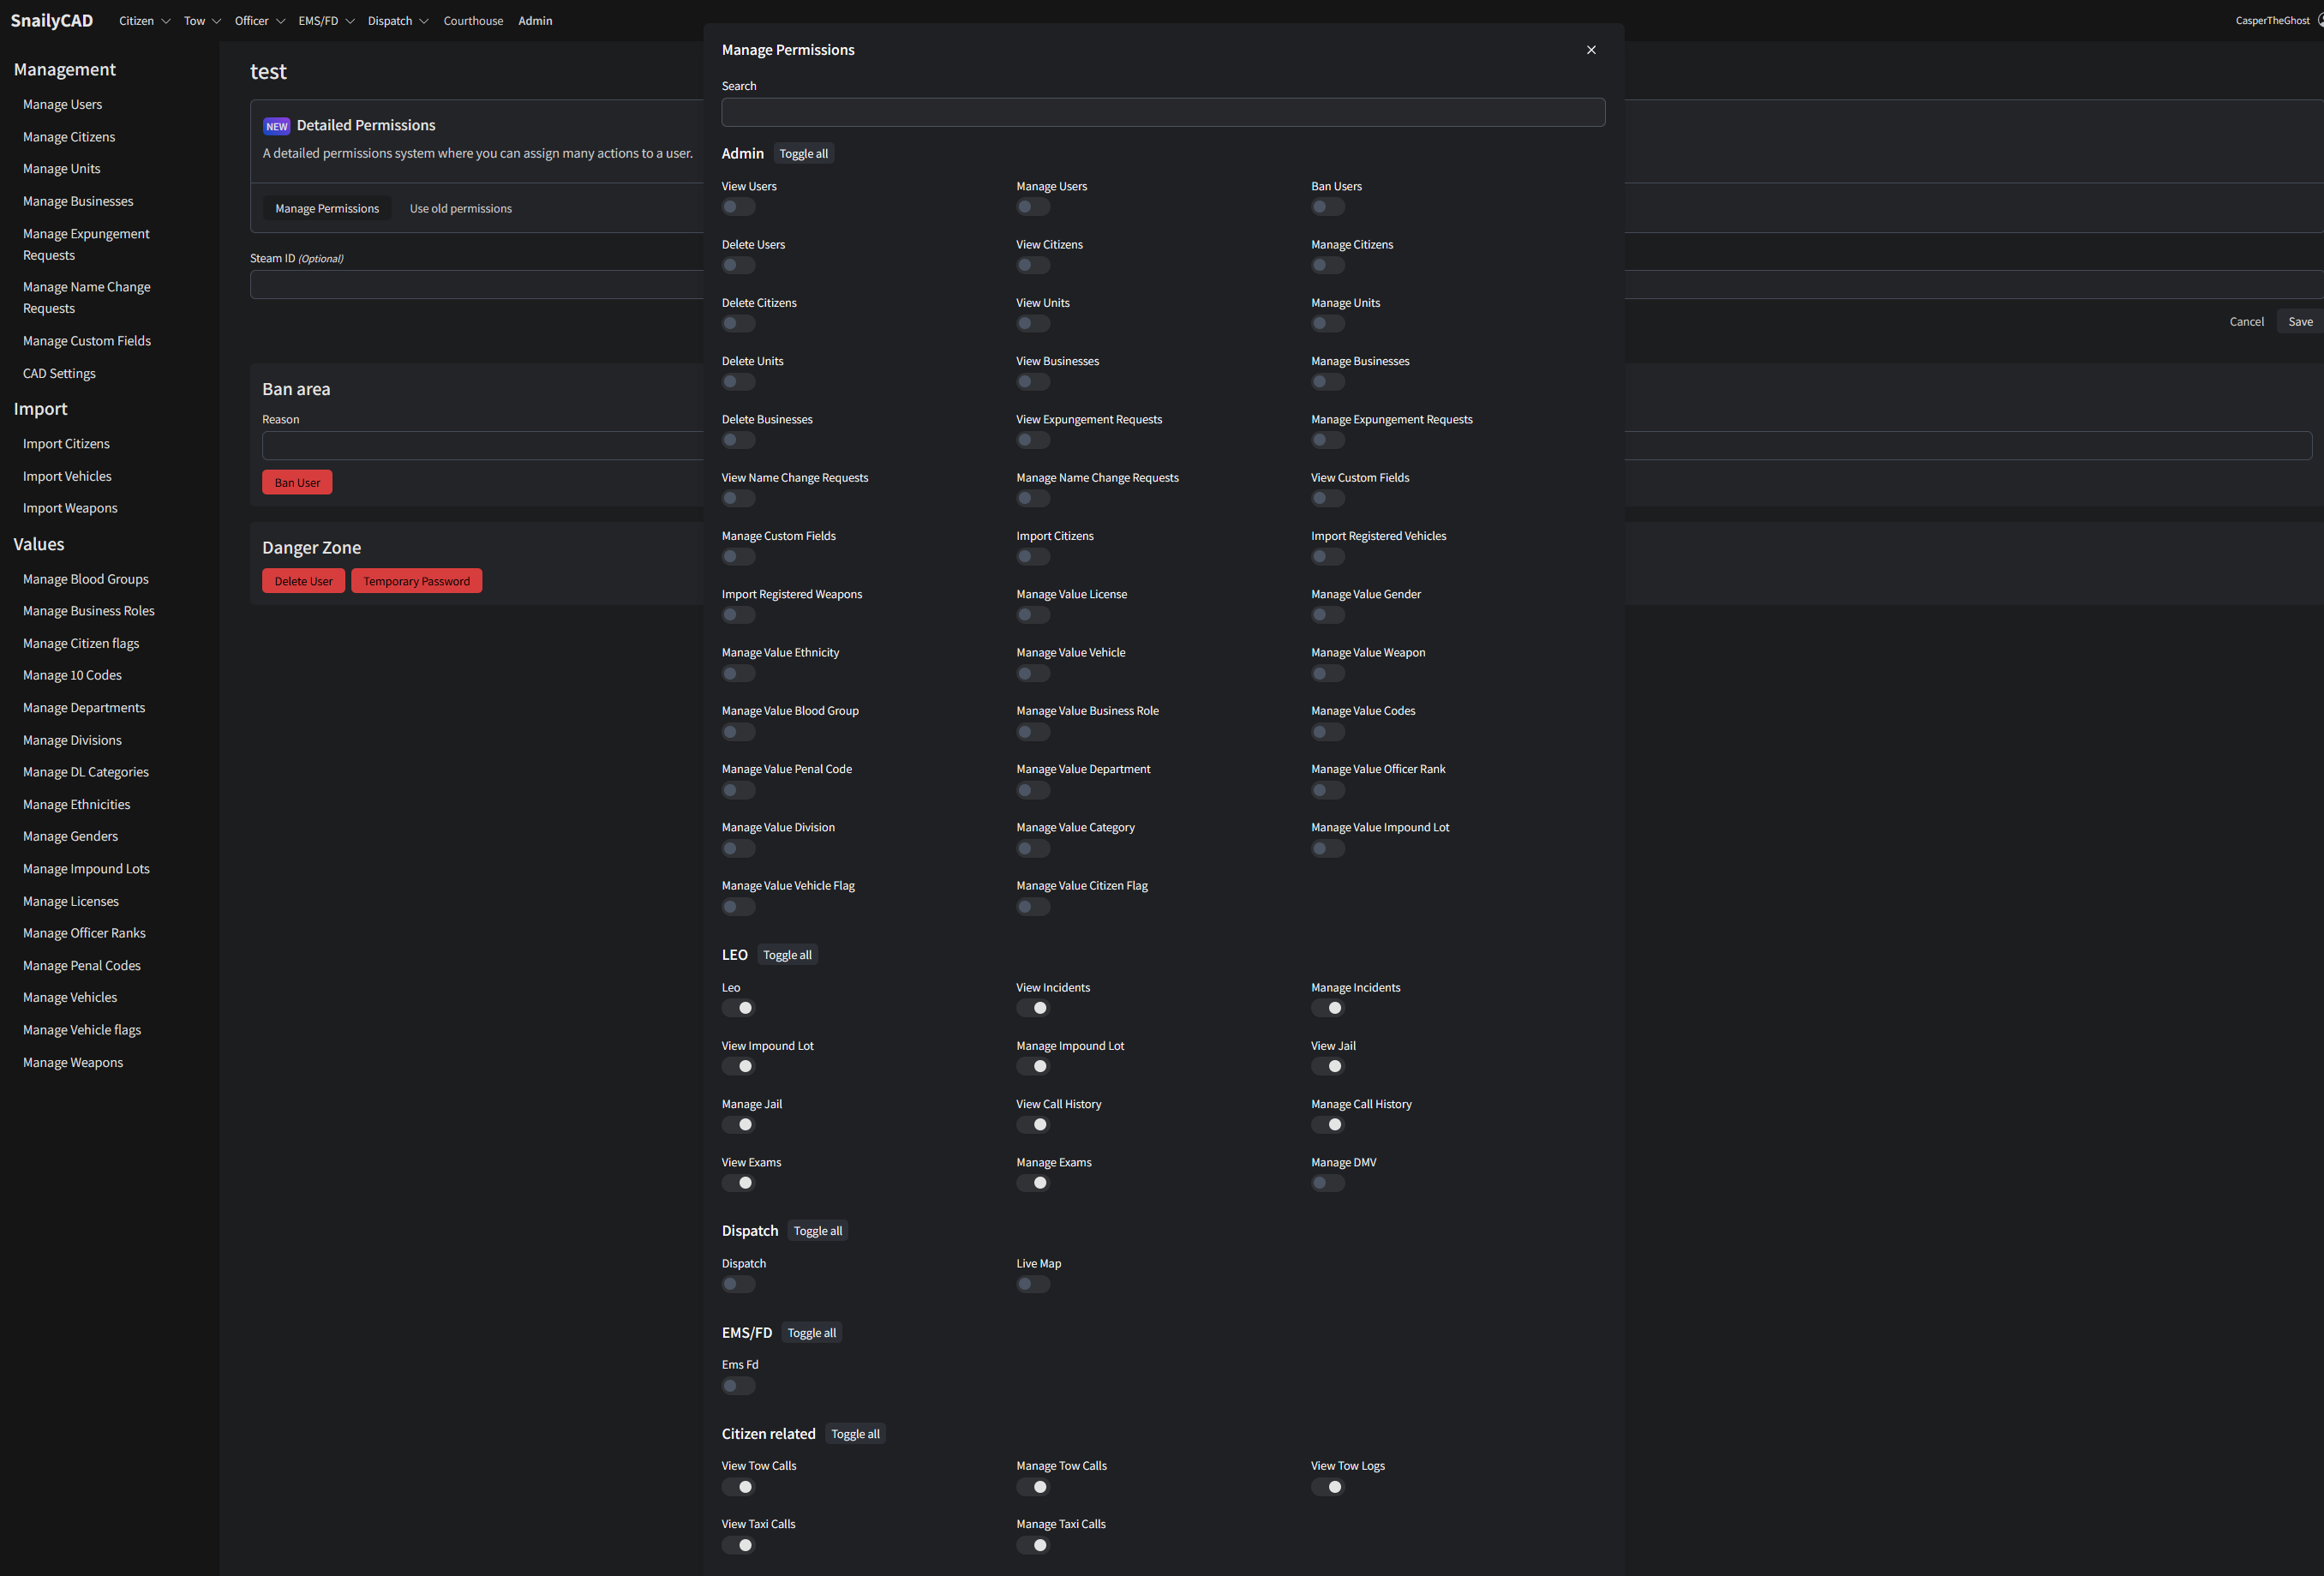 SnailyCAD
Citizen
Tow
Officer
EMS/FD
Dispatch
Courthouse
Admin
CasperTheGhost
Management
Manage Users
Manage Citizens
Manage Units
Manage Businesses
Manage Expungement
Requests
Manage Name Change
Requests
Manage Custom Fields
CAD Settings
Import
Import Citizens
Import Vehicles
Import Weapons
Values
Manage Blood Groups
Manage Business Roles
Manage Citizen flags
Manage 10 Codes
Manage Departments
Manage Divisions
Manage DL Categories
Manage Ethnicities
Manage Genders
Manage Impound Lots
Manage Licenses
Manage Officer Ranks
Manage Penal Codes
Manage Vehicles
Manage Vehicle flags
Manage Weapons
test
NEW Detailed Permissions
A detailed permissions system where you can assign many actions to a user.
Manage Permissions
Use old permissions
Steam ID (Optional)
Cancel
Save
Ban area
Reason
Ban User
Danger Zone
Delete User
Temporary Password
Manage Permissions
Search
Admin
Toggle all
View Users
Manage Users
Ban Users
Delete Users
View Citizens
Manage Citizens
Delete Citizens
View Units
Manage Units
Delete Units
View Businesses
Manage Businesses
Delete Businesses
View Expungement Requests
Manage Expungement Requests
View Name Change Requests
Manage Name Change Requests
View Custom Fields
Manage Custom Fields
Import Citizens
Import Registered Vehicles
Import Registered Weapons
Manage Value License
Manage Value Gender
Manage Value Ethnicity
Manage Value Vehicle
Manage Value Weapon
Manage Value Blood Group
Manage Value Business Role
Manage Value Codes
Manage Value Penal Code
Manage Value Department
Manage Value Officer Rank
Manage Value Division
Manage Value Category
Manage Value Impound Lot
Manage Value Vehicle Flag
Manage Value Citizen Flag
LEO
Toggle all
Leo
View Incidents
Manage Incidents
View Impound Lot
Manage Impound Lot
View Jail
Manage Jail
View Call History
Manage Call History
View Exams
Manage Exams
Manage DMV
Dispatch
Toggle all
Dispatch
Live Map
EMS/FD
Toggle all
Ems Fd
Citizen related
Toggle all
View Tow Calls
Manage Tow Calls
View Tow Logs
View Taxi Calls
Manage Taxi Calls